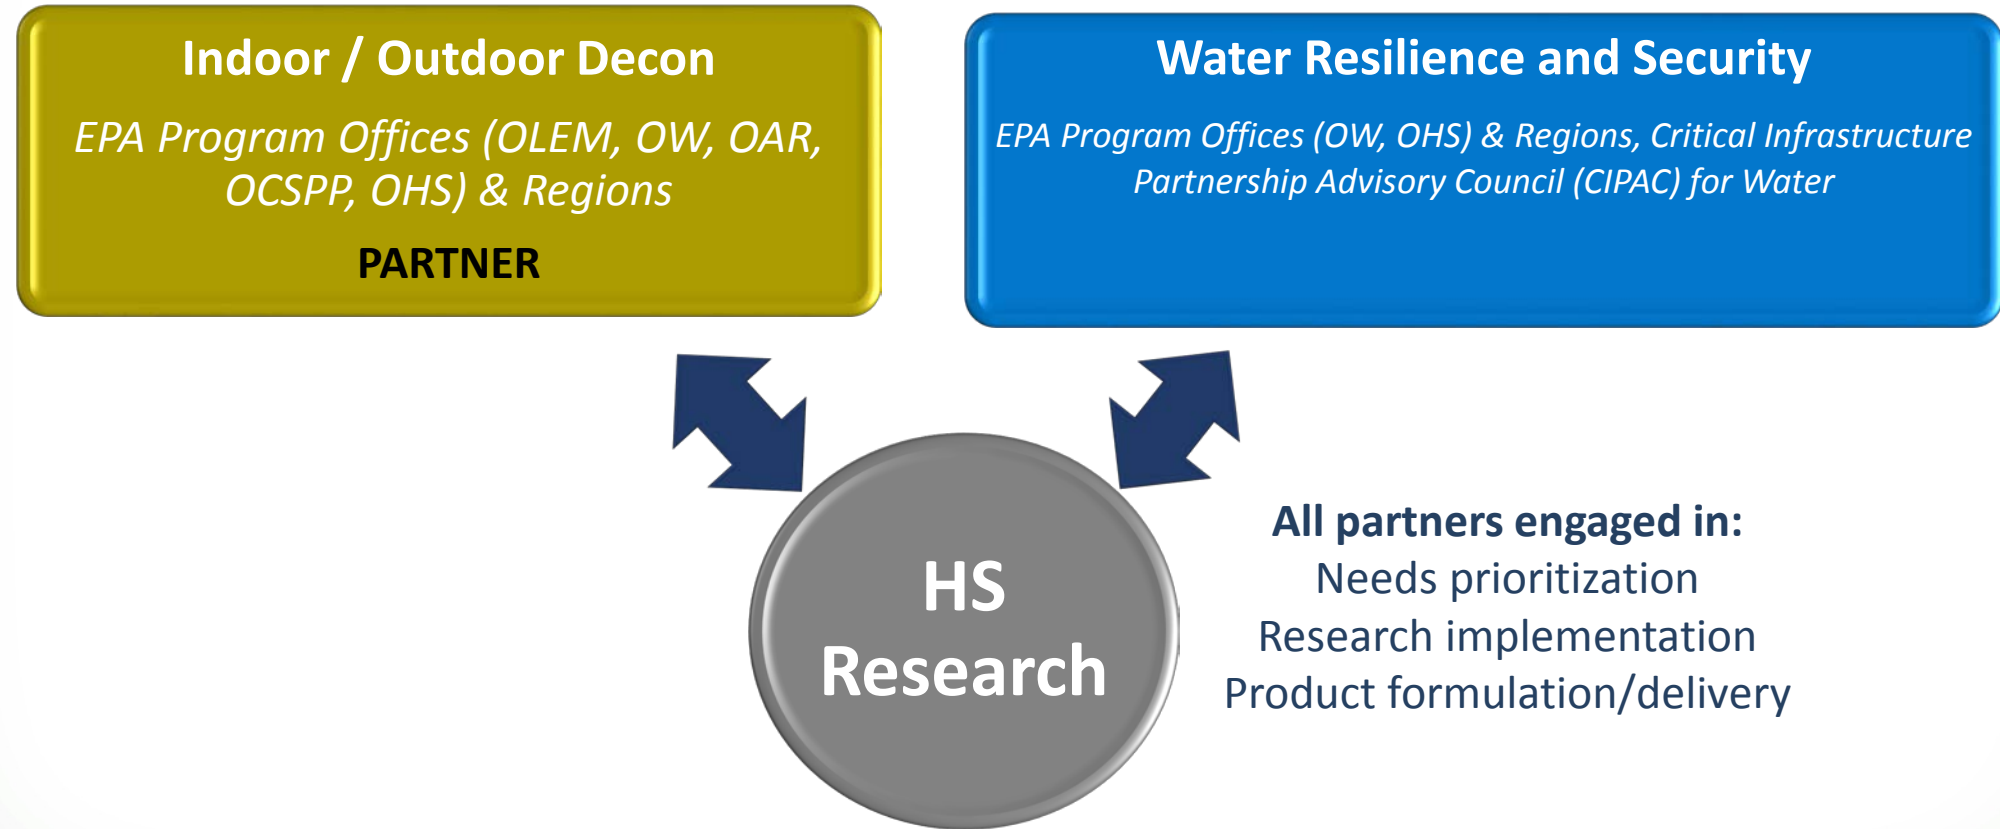 Indoor / Outdoor Decon
EPA Program Offices (OLEM, OW, OAR,
OCSPP, OHS) & Regions
PARTNER
Water Resilience and Security
EPA Program Offices (OW, OHS) & Regions, Critical Infrastructure
Partnership Advisory Council (CIPAC) for Water
HS
Research
All partners engaged in:
Needs prioritization
Research implementation
Product formulation/delivery